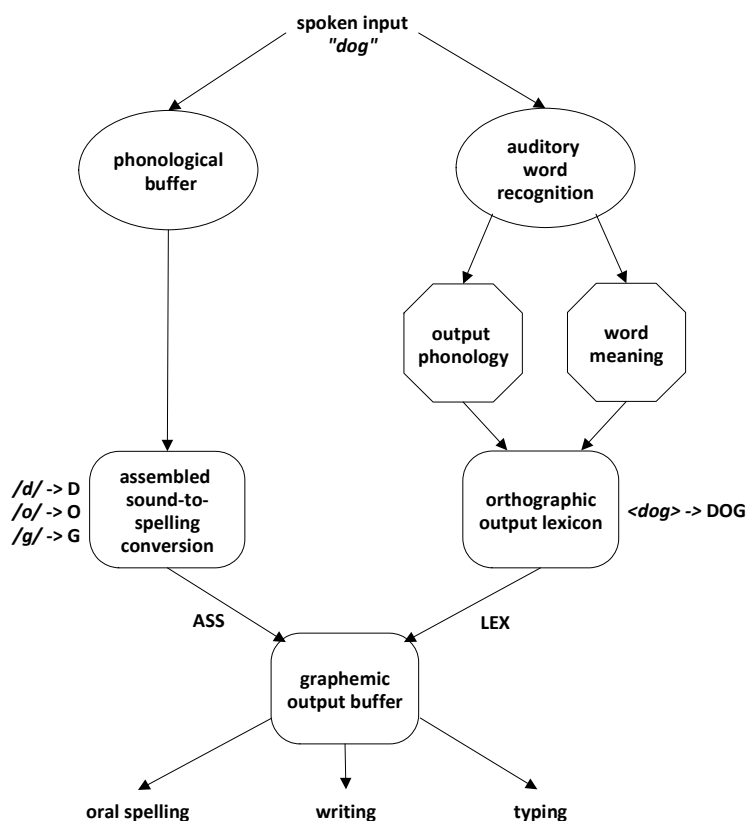 spoken input
"dog"
phonological
buffer
auditory
word
recognition
output
phonology
word
meaning
/d/ -> D
/o/ -> O
/g/ -> G
assembled
sound-to-
spelling
conversion
orthographic
output lexicon
<dog> -> DOG
ASS
LEX
graphemic
output buffer
oral spelling
writing
typing